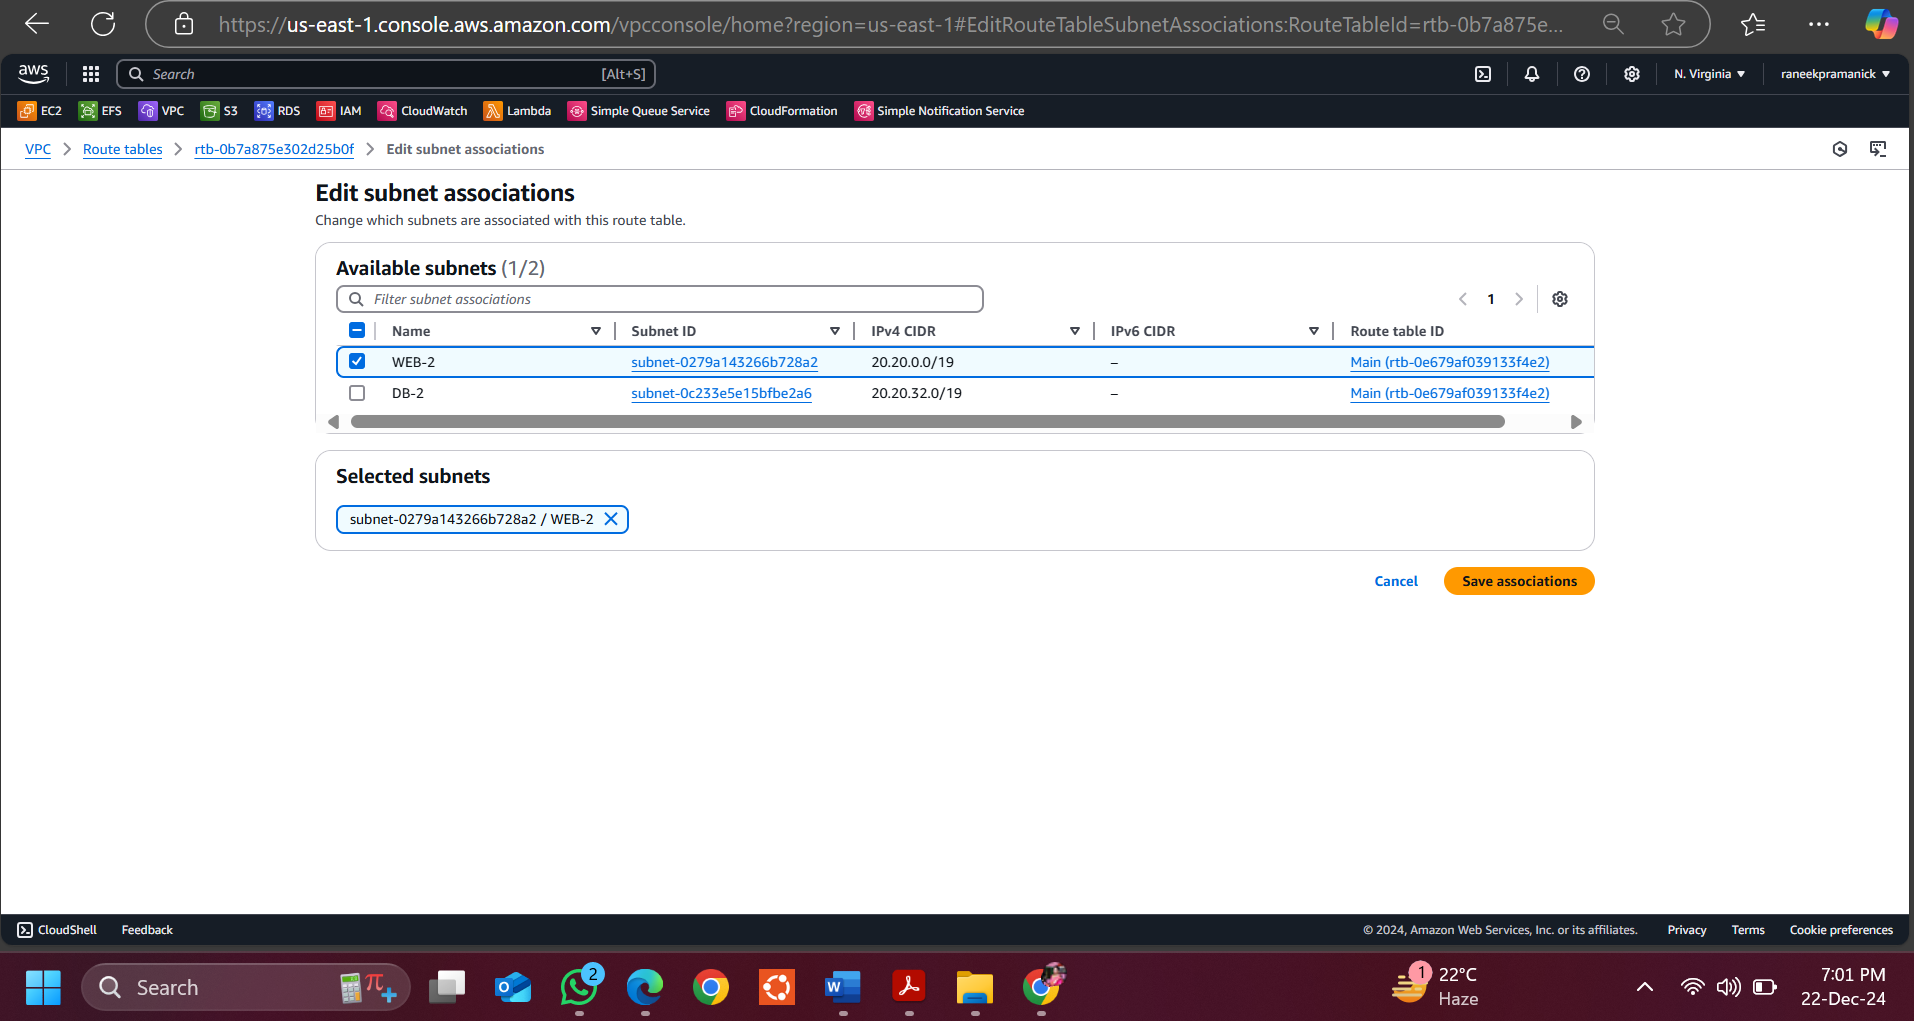 https://us-east-1.console.aws.amazon.com/vpcconsole/home?region=us-east-1#EditRouteTableSubnetAssociations:RouteTableId=rtb-0b7a875e...
aws Search [Alt+S] N. Virginia raneekpramanick
EC2 EFS VPC S3 RDS IAM CloudWatch Lambda Simple Queue Service CloudFormation Simple Notification Service
VPC Route tables rtb-0b7a875e302d25b0f Edit subnet associations
Edit subnet associations
Change which subnets are associated with this route table.
Available subnets (1/2)
Filter subnet associations 1
Name Subnet ID IPv4 CIDR IPv6 CIDR Route table ID
WEB-2 subnet-0279a143266b728a2 20.20.0.0/19 – Main (rtb-0e679af039133f4e2)
DB-2 subnet-0c233e5e15bfbe2a6 20.20.32.0/19 – Main (rtb-0e679af039133f4e2)
Selected subnets
subnet-0279a143266b728a2 / WEB-2
Cancel Save associations
CloudShell Feedback © 2024, Amazon Web Services, Inc. or its affiliates. Privacy Terms Cookie preferences
Search 2 1 22°C 7:01 PM
Haze 22-Dec-24